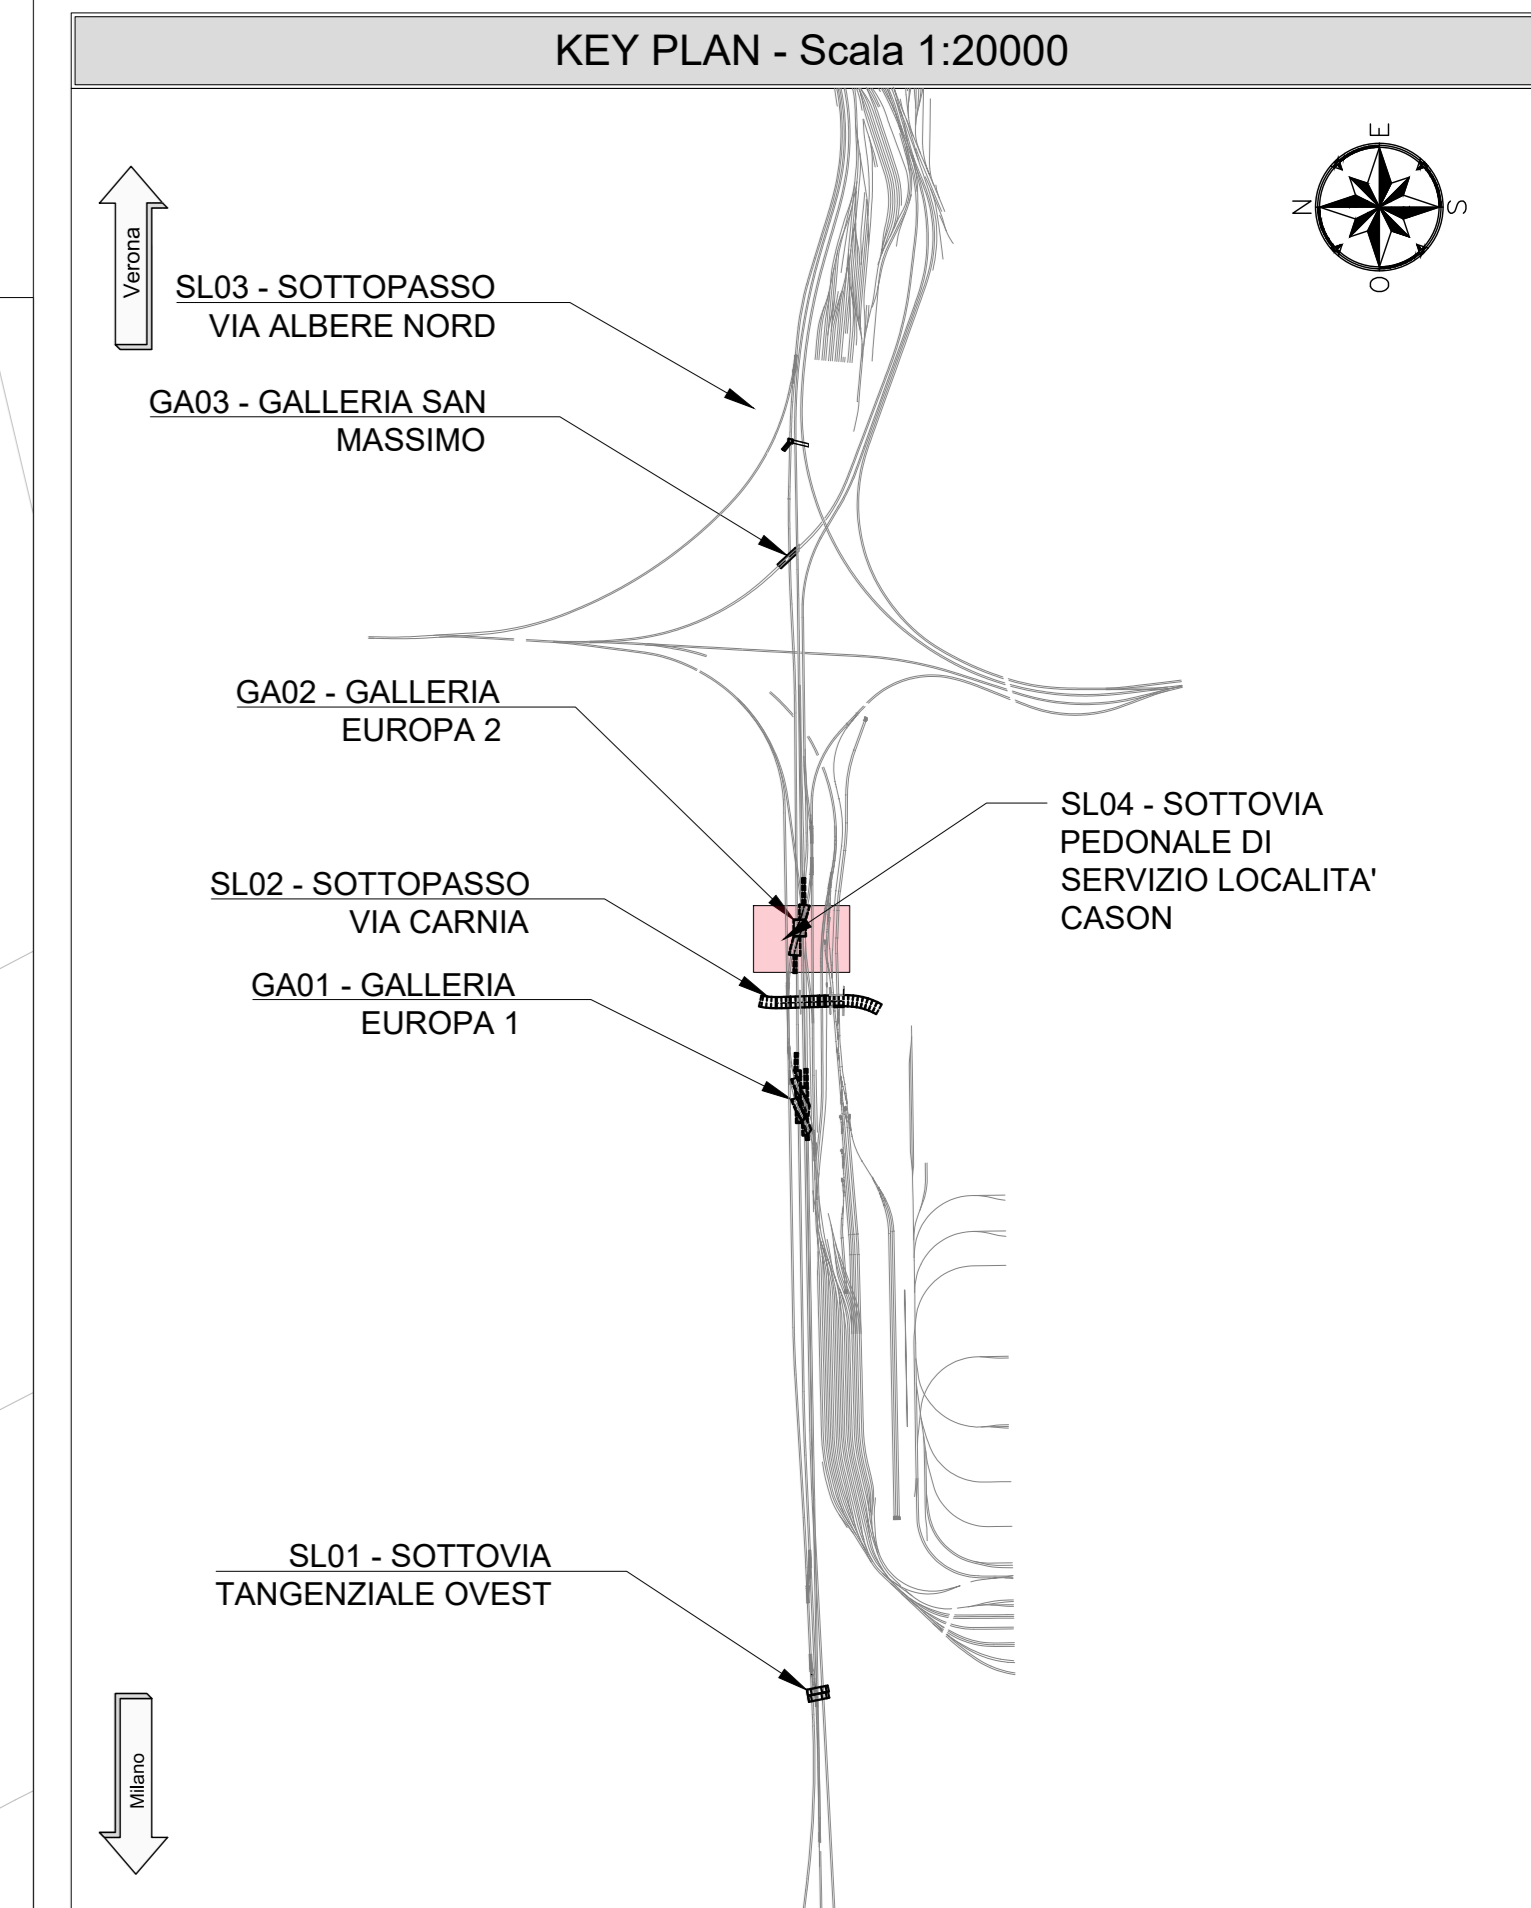 KEY PLAN - Scala 1:20000
E
N
S
O
Verona
SL03 - SOTTOPASSO
VIA ALBERE NORD
GA03 - GALLERIA SAN
MASSIMO
GA02 - GALLERIA
EUROPA 2
SL04 - SOTTOVIA
PEDONALE DI
SERVIZIO LOCALITA'
CASON
SL02 - SOTTOPASSO
VIA CARNIA
GA01 - GALLERIA
EUROPA 1
SL01 - SOTTOVIA
TANGENZIALE OVEST
Milano